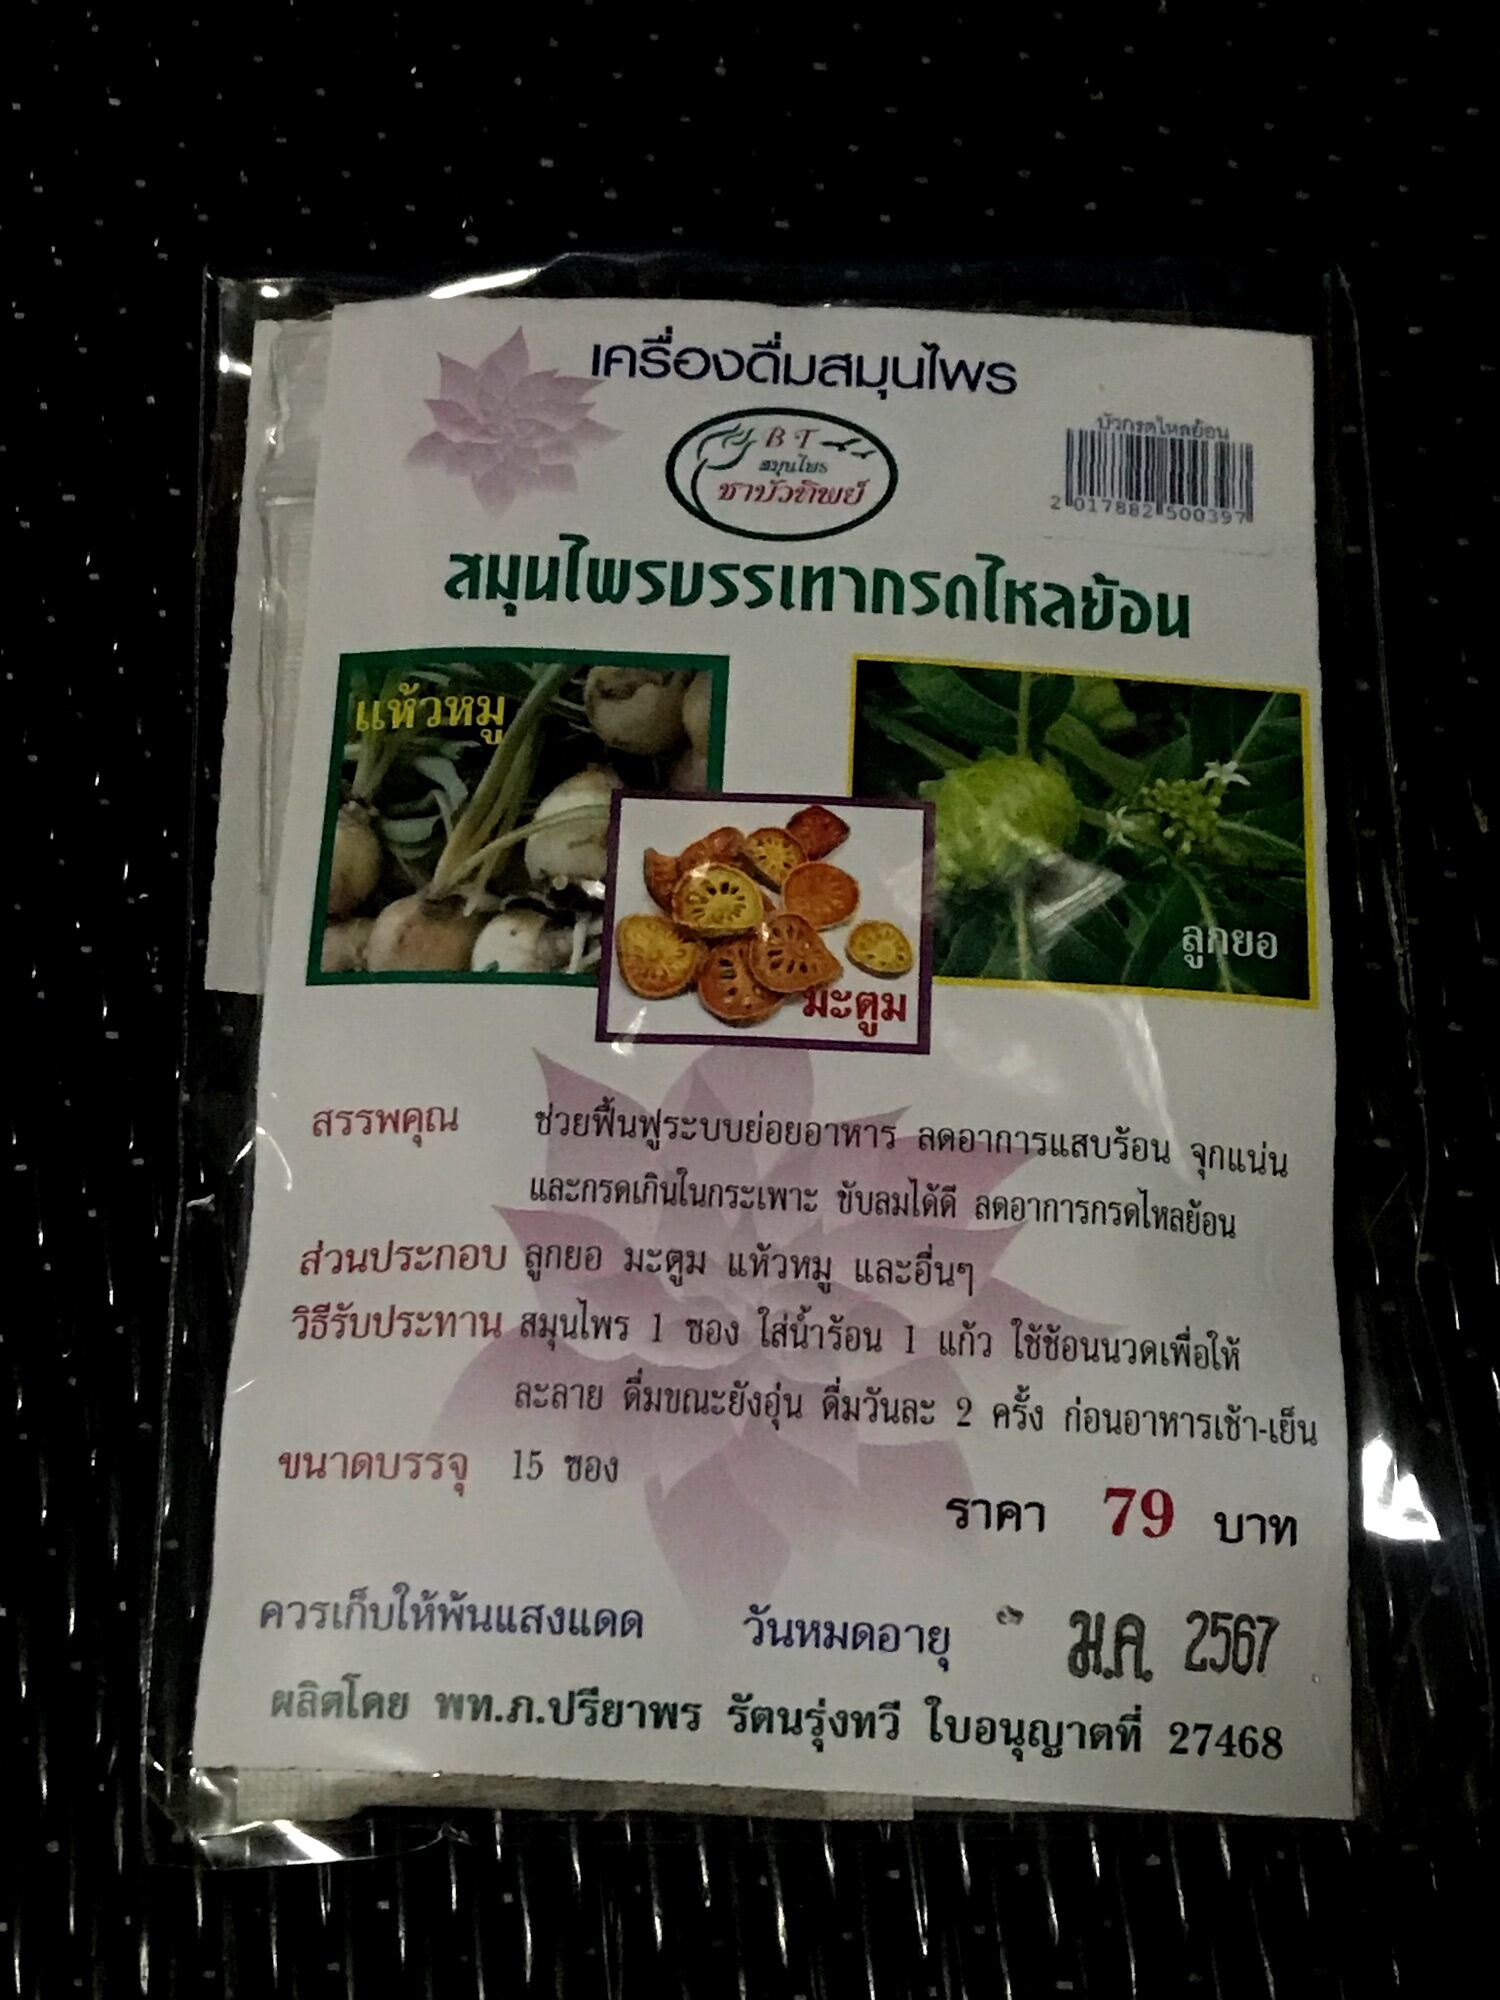 เครื่องดื่มสมุนไพร
B T
สมุนไพร
ชาบัวทิพย์
บัวกรดไหลย้อน
2 017882 500397
สมุนไพรบรรเทากรดไหลย้อน
แห้วหมู
ลูกยอ
มะตูม
สรรพคุณ ช่วยฟื้นฟูระบบย่อยอาหาร ลดอาการแสบร้อน จุกแน่น
และกรดเกินในกระเพาะ ขับลมได้ดี ลดอาการกรดไหลย้อน
ส่วนประกอบ ลูกยอ มะตูม แห้วหมู และอื่นๆ
วิธีรับประทาน สมุนไพร 1 ซอง ใส่น้ำร้อน 1 แก้ว ใช้ช้อนนวดเพื่อให้
ละลาย ดื่มขณะยังอุ่น ดื่มวันละ 2 ครั้ง ก่อนอาหารเช้า-เย็น
ขนาดบรรจุ 15 ซอง
ราคา 79 บาท
ควรเก็บให้พ้นแสงแดด วันหมดอายุ ม.ค. 2567
ผลิตโดย พท.ภ.ปรียาพร รัตนรุ่งทวี ใบอนุญาตที่ 27468